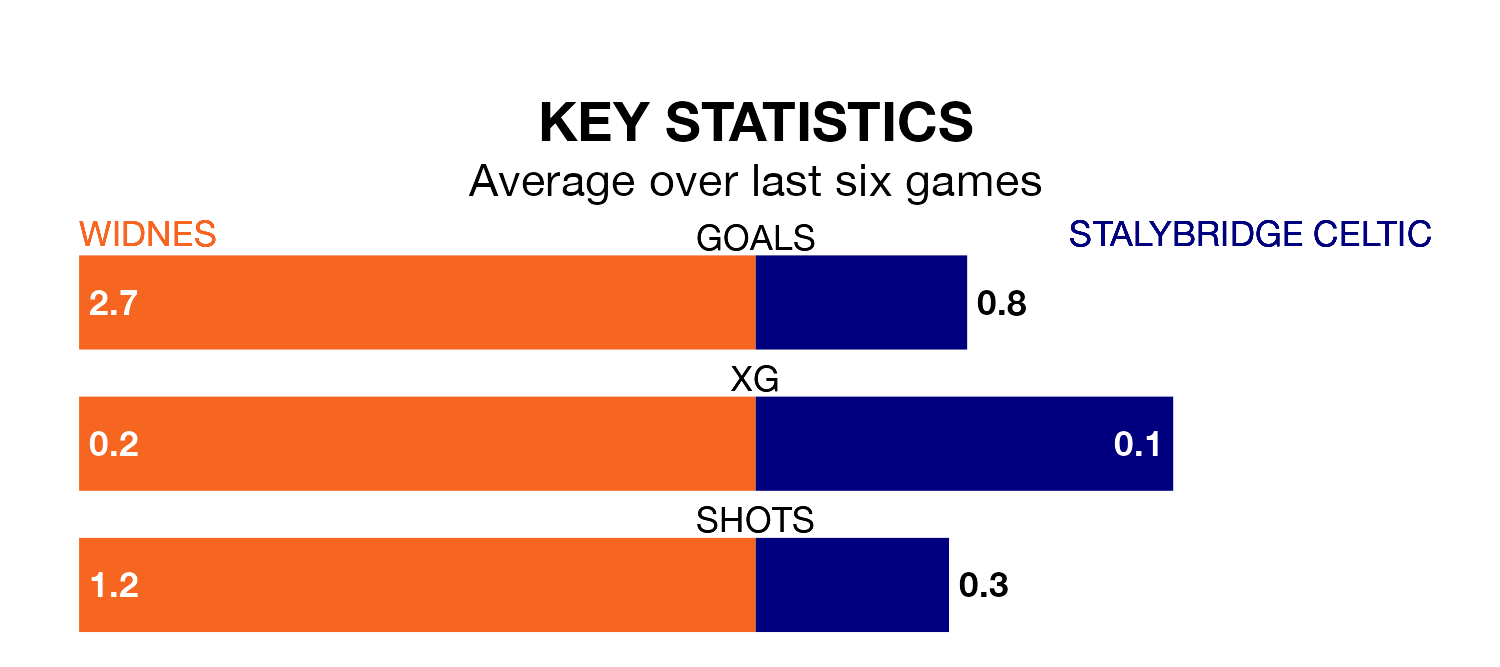 KEY STATISTICS
Average over last six games
WIDNES
GOALS
STALYBRIDGE CELTIC
2.7
0.8
XG
0.2
0.1
SHOTS
1.2
0.3